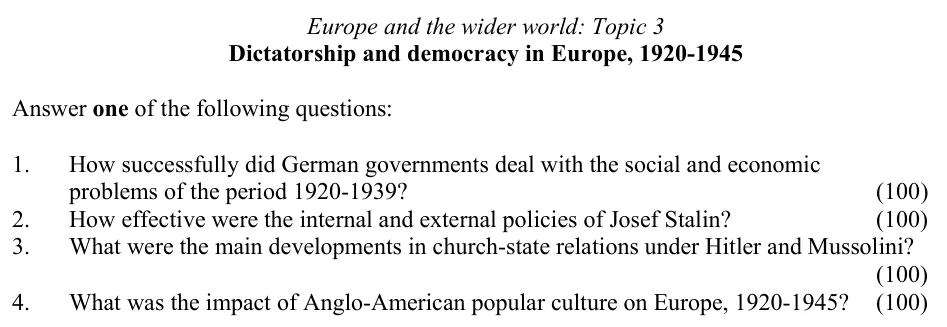 Europe and the wider world: Topic 3
Dictatorship and democracy in Europe, 1920-1945
Answer one of the following questions:
1. How successfully did German governments deal with the social and economic
problems of the period 1920-1939? (100)
2. How effective were the internal and external policies of Josef Stalin? (100)
3. What were the main developments in church-state relations under Hitler and Mussolini?
(100)
4. What was the impact of Anglo-American popular culture on Europe, 1920-1945? (100)